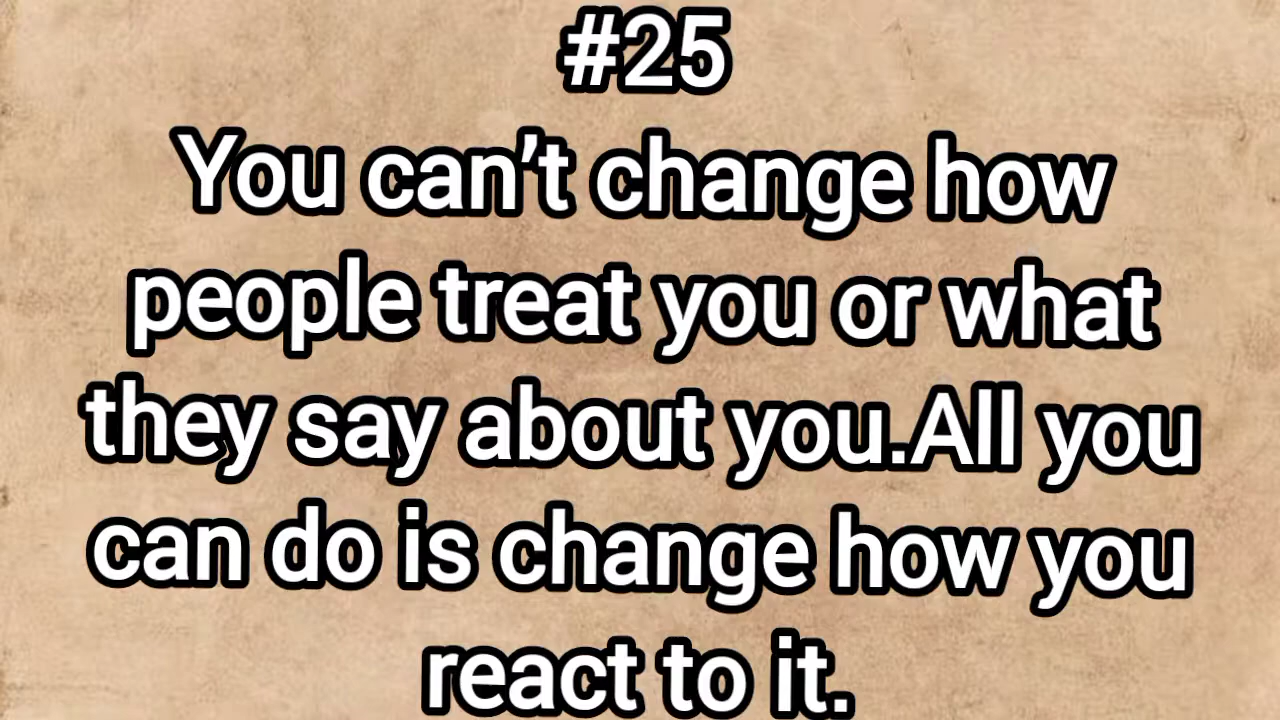 #25
You can’t change how
people treat you or what
they say about you.All you
can do is change how you
react to it.